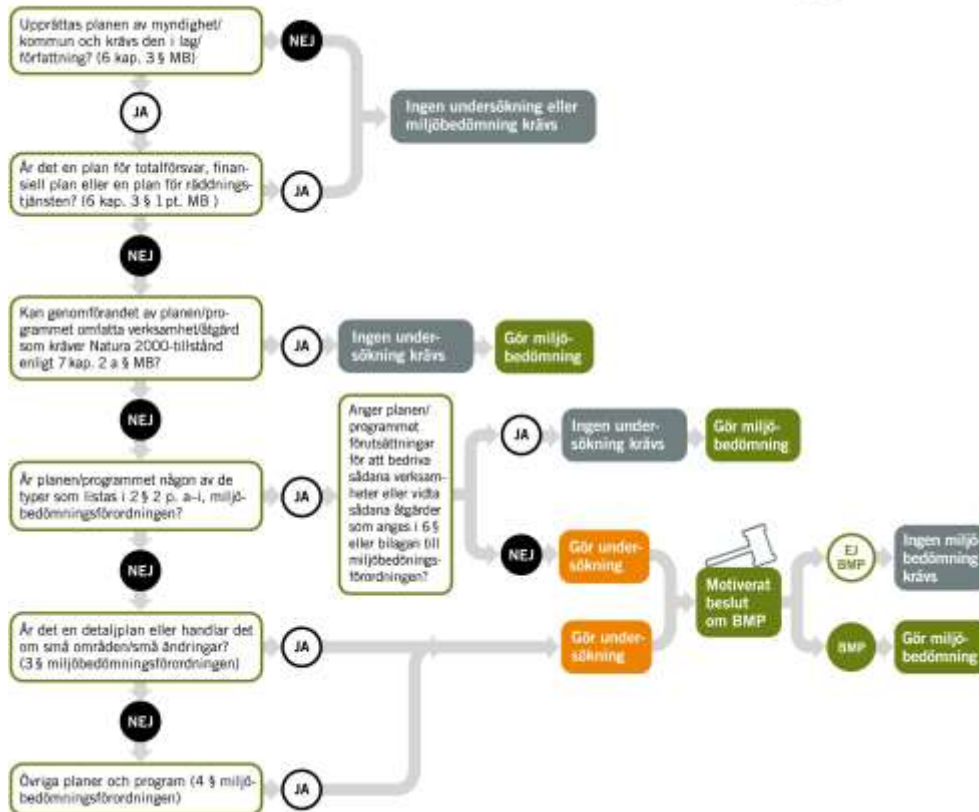 Upprättas planen av myndighet/
kommun och krävs den i lag/
författning? (6 kap. 3 § MB)
NEJ
JA
Ingen undersökning eller
miljöbedömning krävs
Är det en plan för totalförsvar, finan-
siell plan eller en plan för räddnings-
tjänsten? (6 kap. 3 § 1 pt. MB )
JA
NEJ
Kan genomförandet av planen/pro-
grammet omfatta verksamhet/åtgärd
som kräver Natura 2000-tillstånd
enligt 7 kap. 2 a § MB?
JA
Ingen under-
sökning krävs
Gör miljö-
bedömning
NEJ
Är planen/programmet någon av de
typer som listas i 2 § 2 p. a–i, miljö-
bedömningsförordningen?
JA
Anger planen/
programmet
förutsättningar
för att bedriva
sådana verksam-
heter eller vidta
sådana åtgärder
som anges i 6 §
eller bilagan till
miljöbedönings-
förordningen?
JA
Ingen under-
sökning krävs
Gör miljö-
bedömning
NEJ
Gör under-
sökning
Motiverat
beslut
om BMP
EJ
BMP
Ingen miljö-
bedömning
krävs
BMP
Gör miljö-
bedömning
NEJ
Är det en detaljplan eller handlar det
om små områden/små ändringar?
(3 § miljöbedömningsförordningen)
JA
Gör under-
sökning
NEJ
Övriga planer och program (4 § miljö-
bedömningsförordningen)
JA